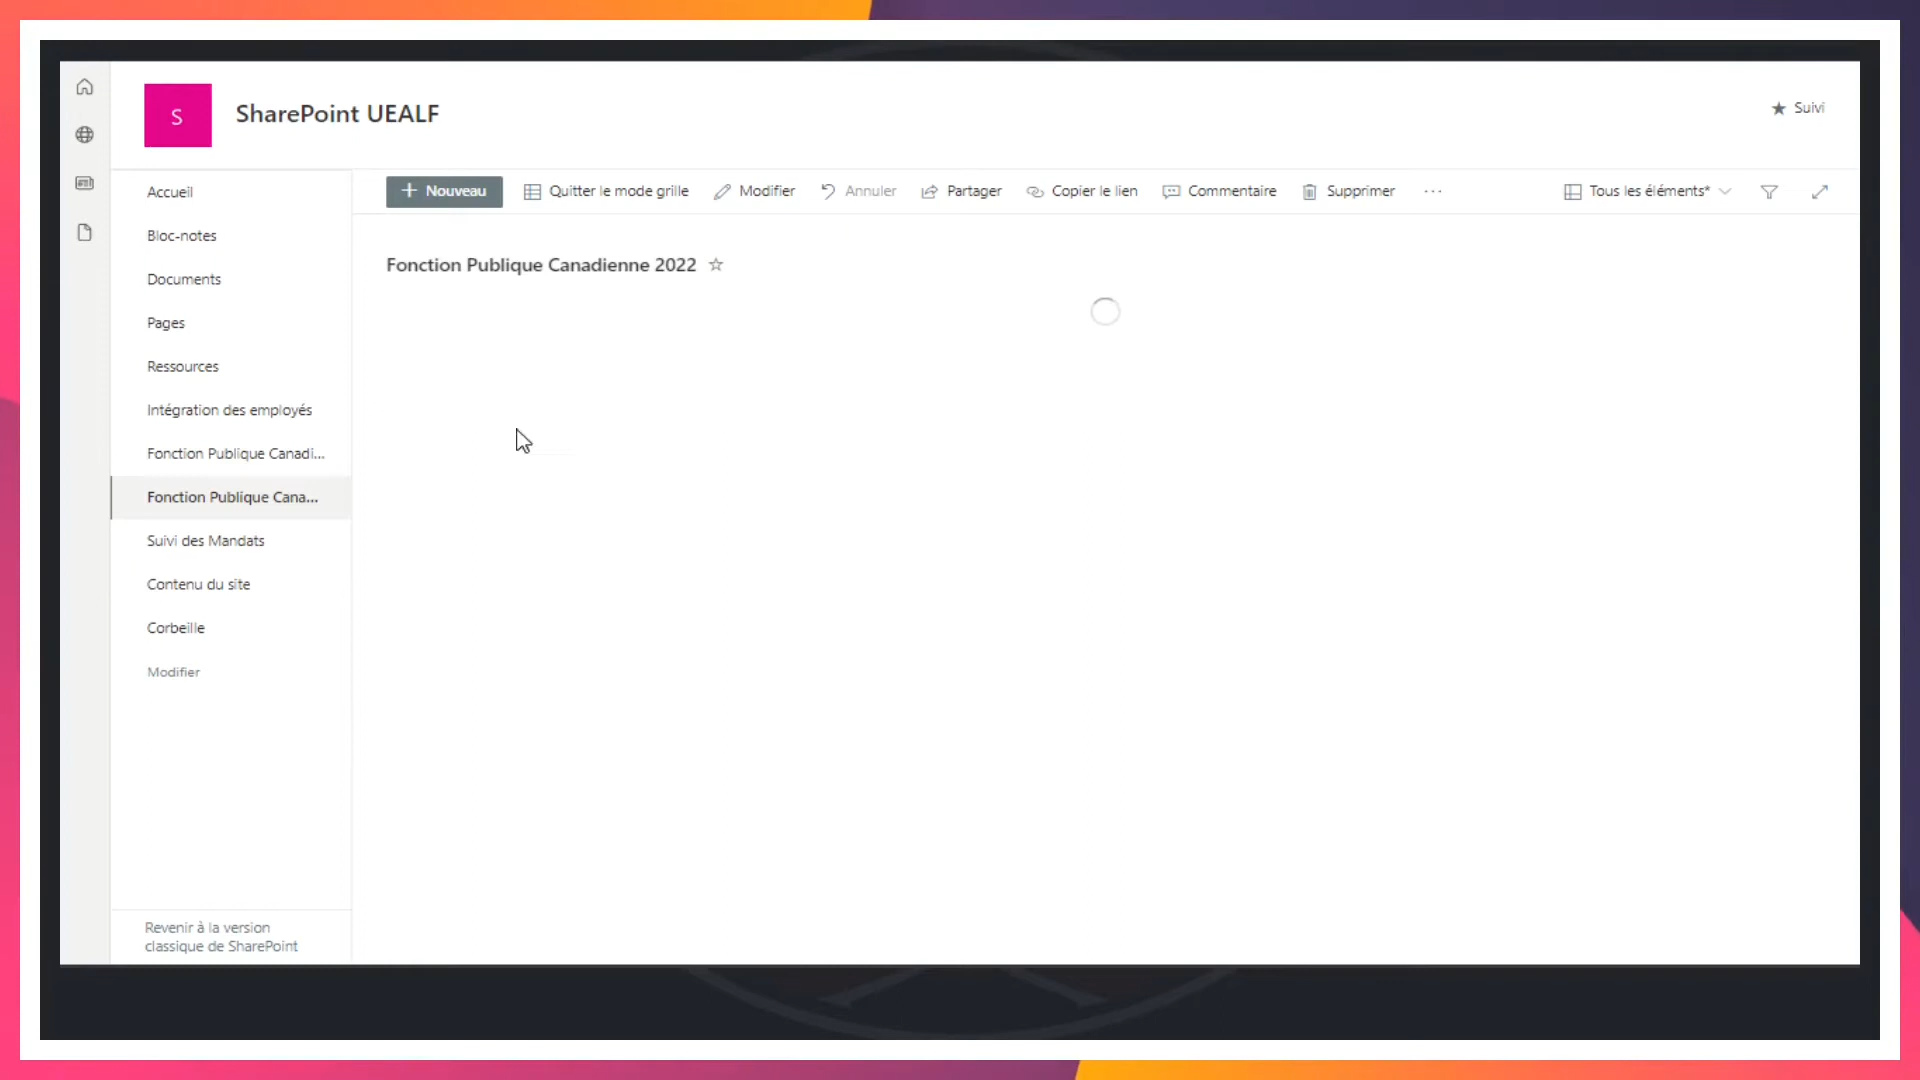 S
SharePoint UEALF
Suivi
Accueil
Bloc-notes
Documents
Pages
Ressources
Intégration des employés
Fonction Publique Canadi...
Fonction Publique Cana...
Suivi des Mandats
Contenu du site
Corbeille
Modifier
Revenir à la version
classique de SharePoint
Nouveau Quitter le mode grille Modifier Annuler Partager Copier le lien Commentaire Supprimer ... Tous les éléments*
Fonction Publique Canadienne 2022